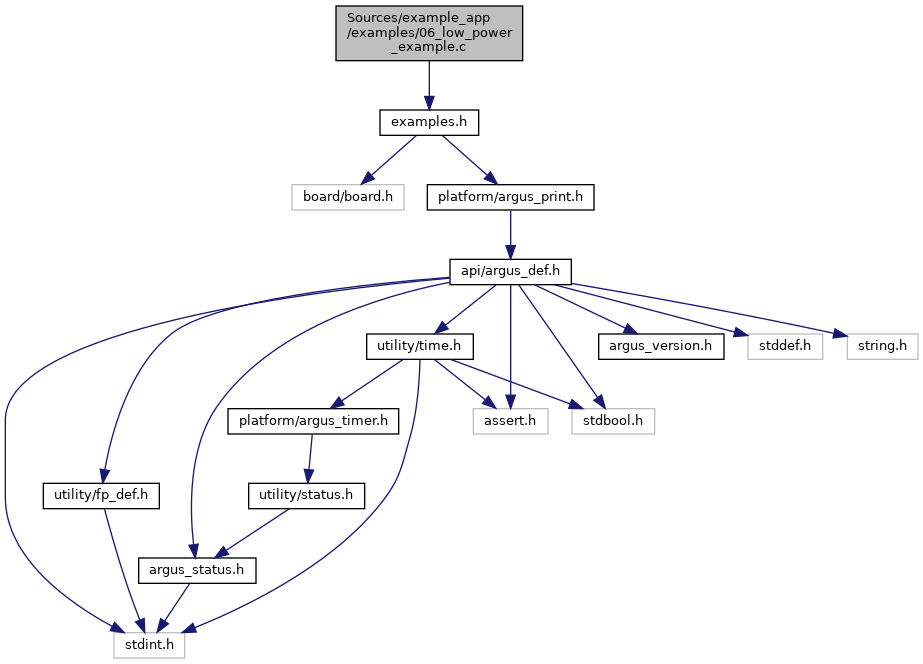 Sources/example_app
/examples/06_low_power
_example.c
examples.h
board/board.h
platform/argus_print.h
api/argus_def.h
utility/time.h
argus_version.h
stddef.h
string.h
platform/argus_timer.h
assert.h
stdbool.h
utility/fp_def.h
utility/status.h
argus_status.h
stdint.h